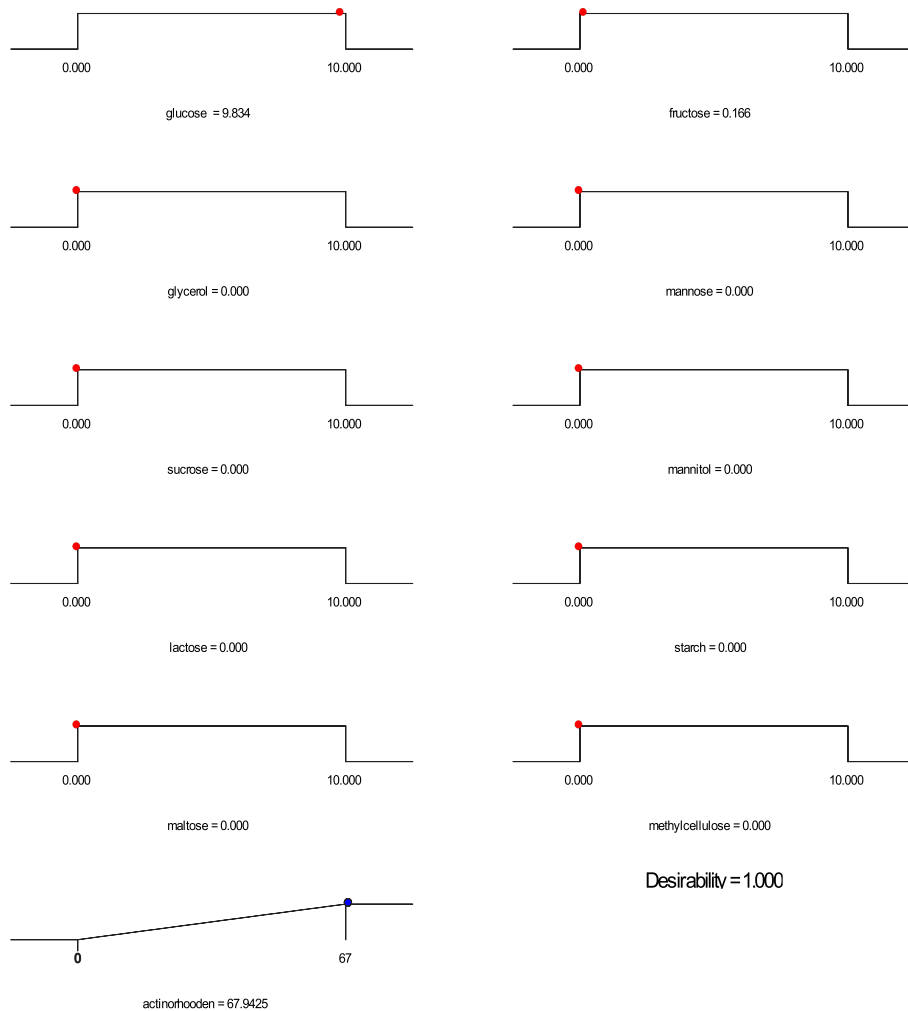 0.000 10.000 0.000 10.000
glucose = 9.834 fructose = 0.166
0.000 10.000 0.000 10.000
glycerol = 0.000 mannose = 0.000
0.000 10.000 0.000 10.000
sucrose = 0.000 mannitol = 0.000
0.000 10.000 0.000 10.000
lactose = 0.000 starch = 0.000
0.000 10.000 0.000 10.000
maltose = 0.000 methylcellulose = 0.000
Desirability = 1.000
0 67
actinorhooden = 67.9425